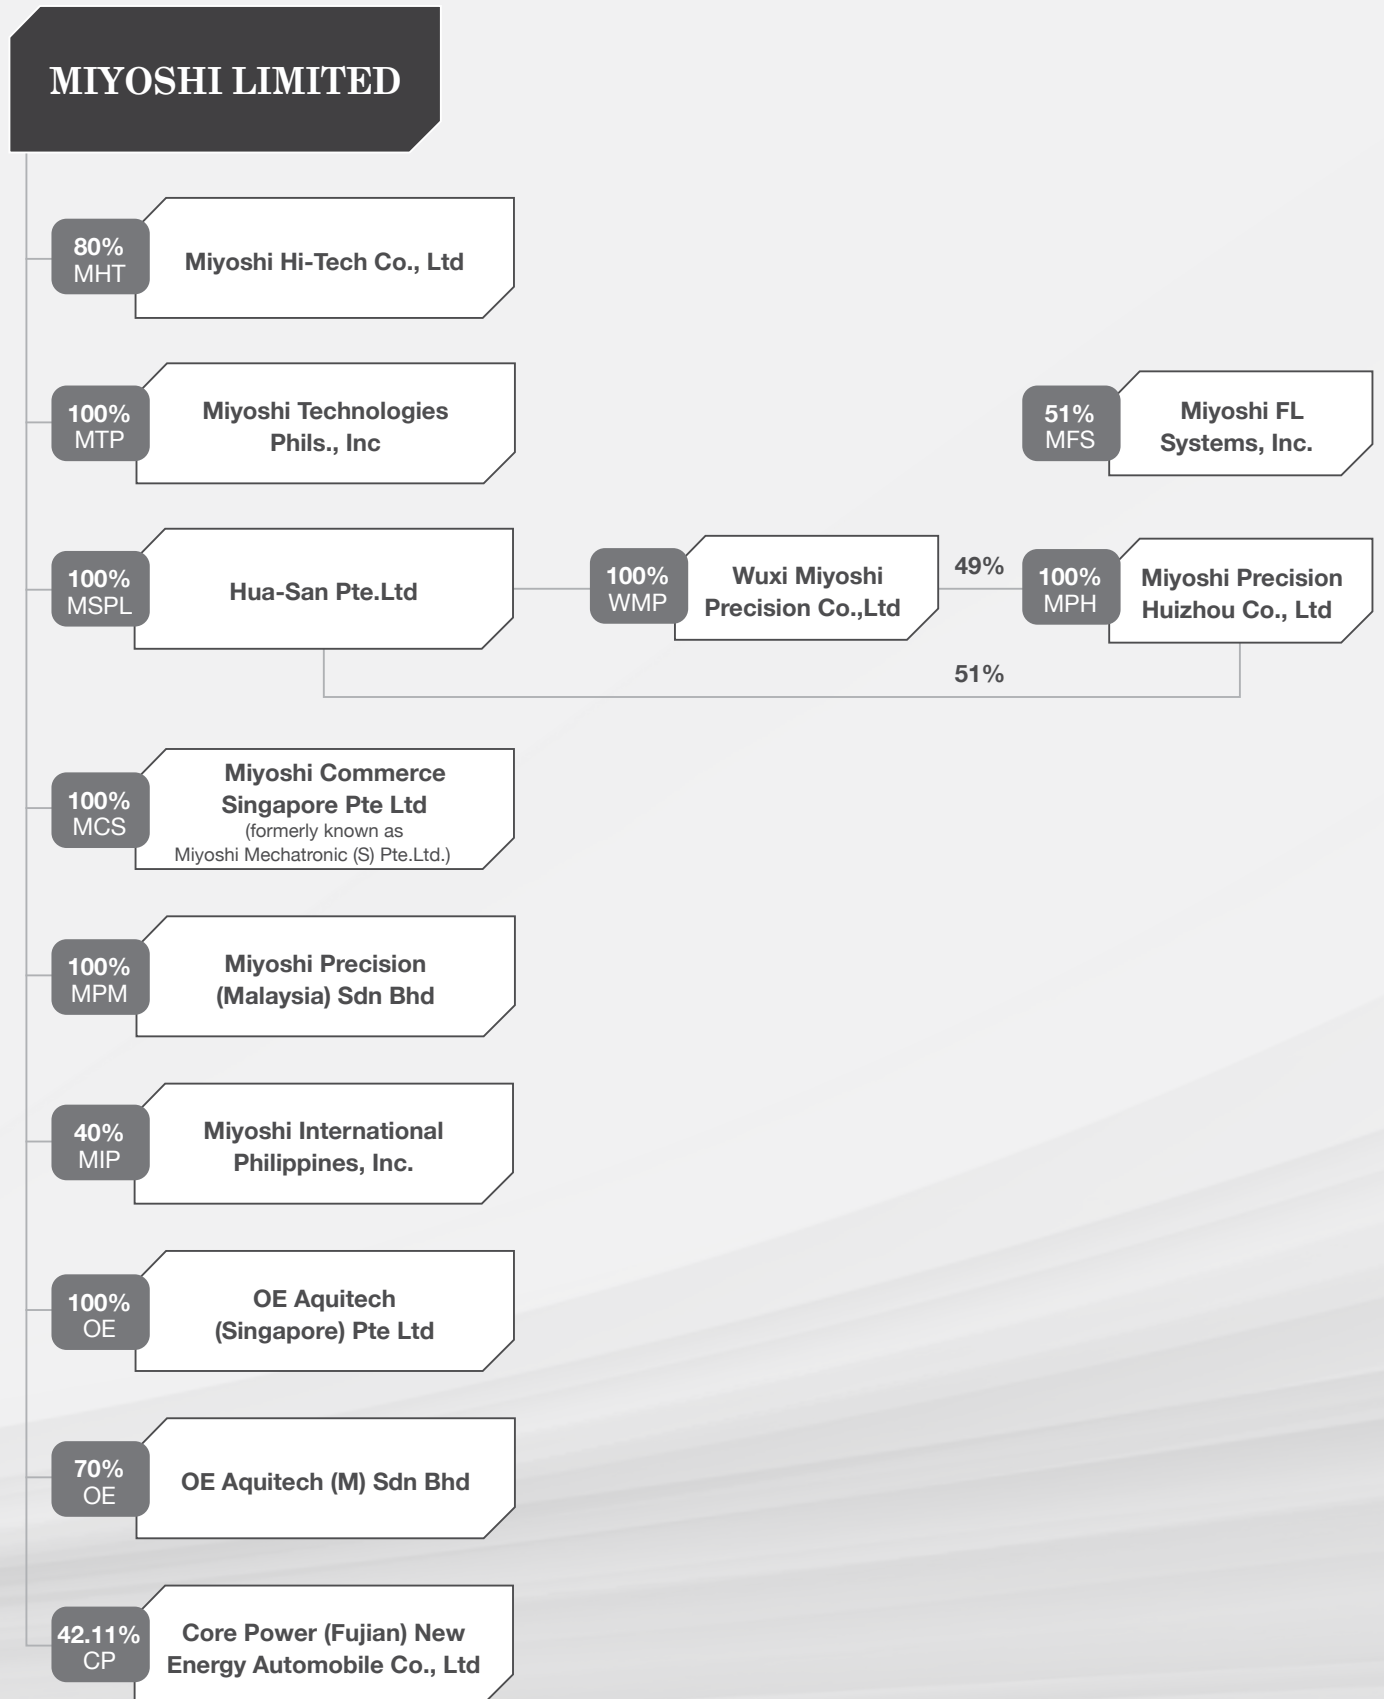 MIYOSHI LIMITED
80%
MHT
Miyoshi Hi-Tech Co., Ltd
100%
MTP
Miyoshi Technologies
Phils., Inc
51%
MFS
Miyoshi FL
Systems, Inc.
100%
MSPL
Hua-San Pte.Ltd
100%
WMP
Wuxi Miyoshi
Precision Co.,Ltd
49%
100%
MPH
Miyoshi Precision
Huizhou Co., Ltd
51%
100%
MCS
Miyoshi Commerce
Singapore Pte Ltd
(formerly known as
Miyoshi Mechatronic (S) Pte.Ltd.)
100%
MPM
Miyoshi Precision
(Malaysia) Sdn Bhd
40%
MIP
Miyoshi International
Philippines, Inc.
100%
OE
OE Aquitech
(Singapore) Pte Ltd
70%
OE
OE Aquitech (M) Sdn Bhd
42.11%
CP
Core Power (Fujian) New
Energy Automobile Co., Ltd